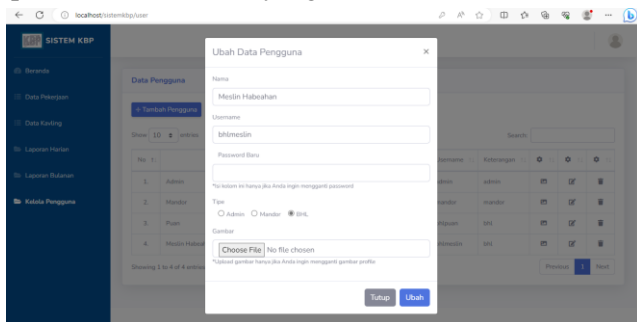 localhost/sistemkbp/user
KBP SISTEM KBP
Ubah Data Pengguna ×
Beranda
Data Pekerjaan
Data Kavling
Laporan Harian
Laporan Bulanan
Kelola Pengguna
Data Pengguna
+ Tambah Pengguna
Show 10 entries
Search:
No
Username
Keterangan
1. Admin admin admin
2. Mandor mandor mandor
3. Puan bhl
4. Meslin bhlmeslin bhl
Showing 1 to 4 of 4 entries
Previous 1 Next
Nama
Meslin Habeahan
Username
bhlmeslin
Password Baru
*Isi kolom ini hanya jika Anda ingin mengganti password
Tipe
Admin Mandor BHL
Gambar
Choose File No file chosen
*Upload gambar hanya jika Anda ingin mengganti gambar profile
Tutup Ubah